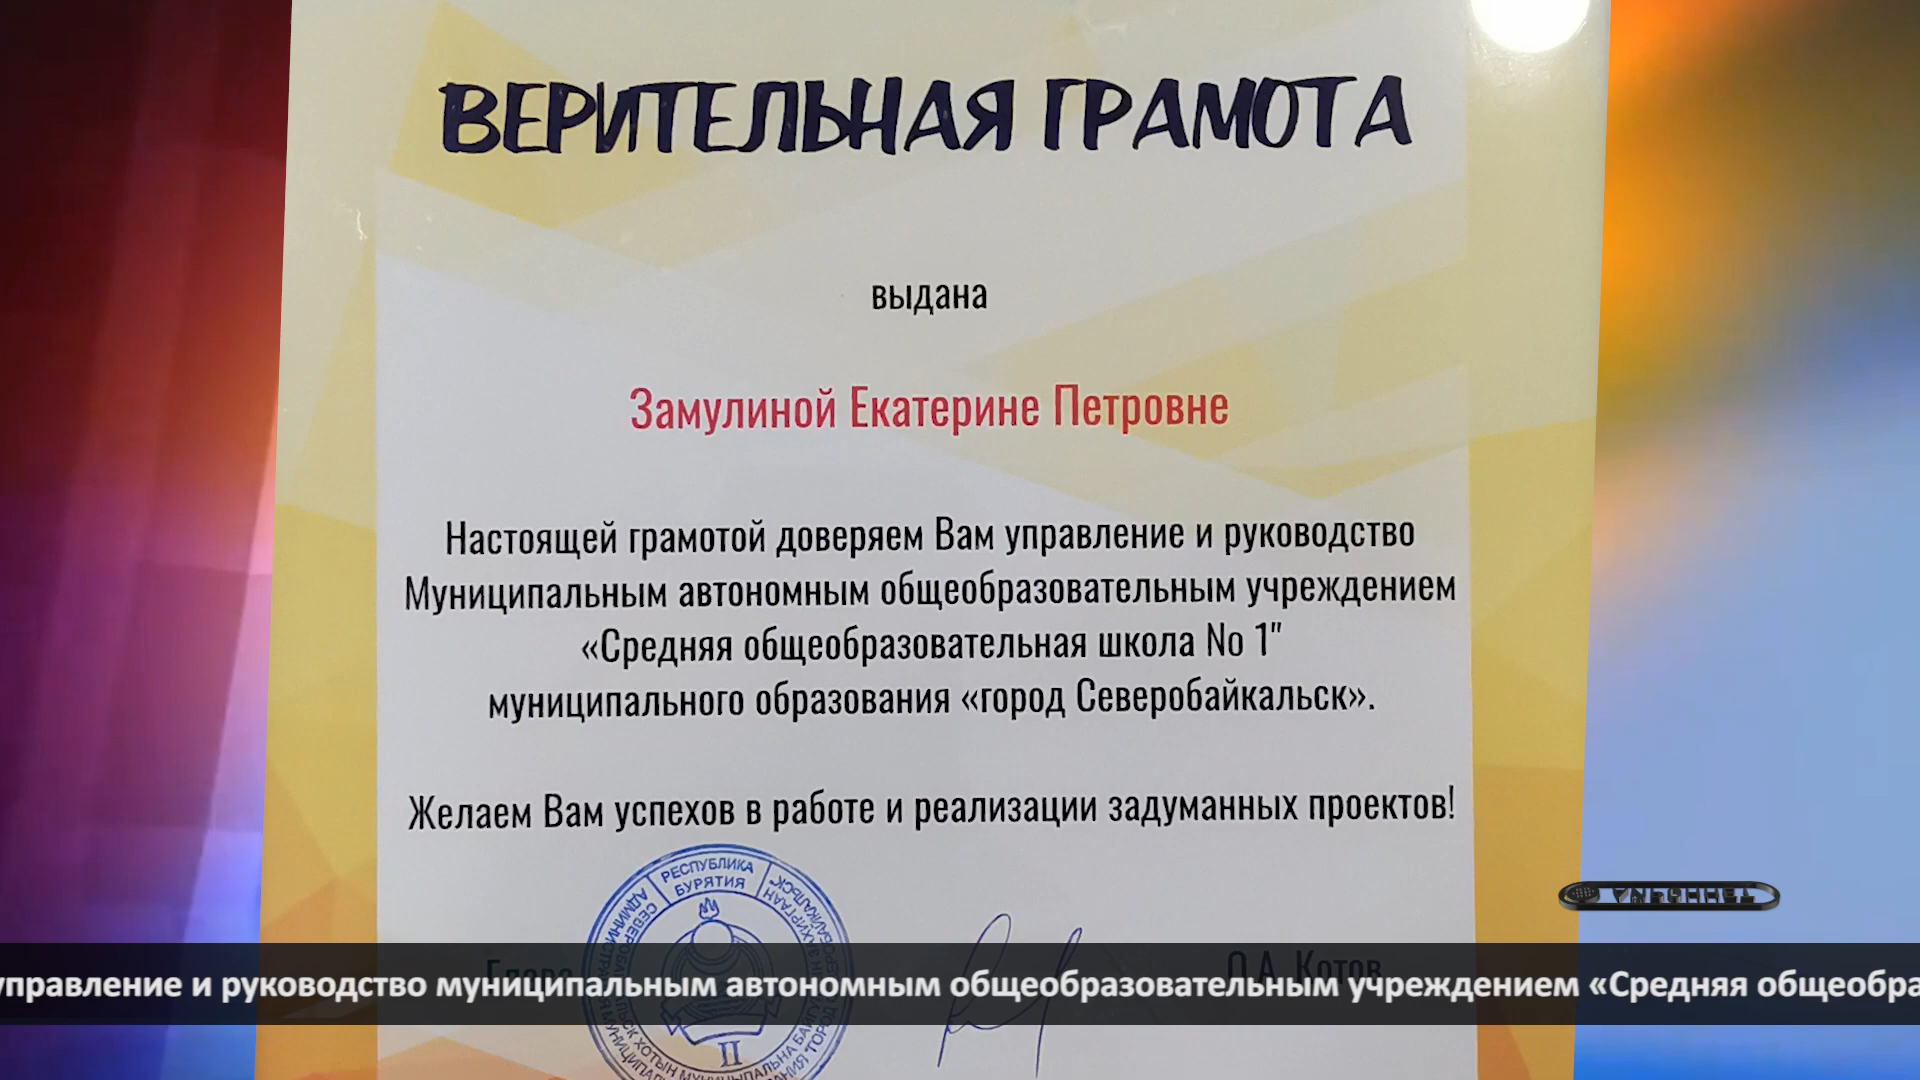 ВЕРИТЕЛЬНАЯ ГРАМОТА
выдана
Замулиной Екатерине Петровне
Настоящей грамотой доверяем Вам управление и руководство
Муниципальным автономным общеобразовательным учреждением
«Средняя общеобразовательная школа No 1"
муниципального образования «город Северобайкальск».
Желаем Вам успехов в работе и реализации задуманных проектов!
РЕСПУБЛИКА
БУРЯТИЯ
Глава
О.А. Котов
управление и руководство муниципальным автономным общеобразовательным учреждением «Средняя общеобра